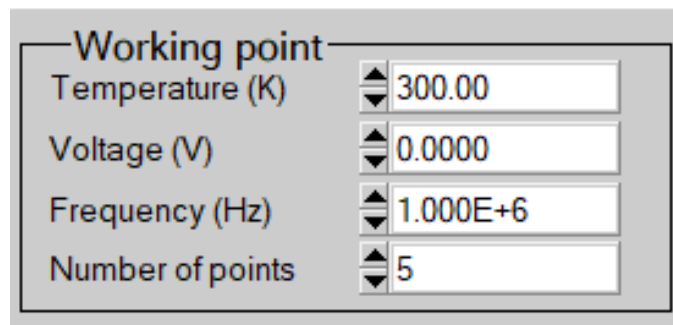 Working point
Temperature (K) 300.00
Voltage (V) 0.0000
Frequency (Hz) 1.000E+6
Number of points 5